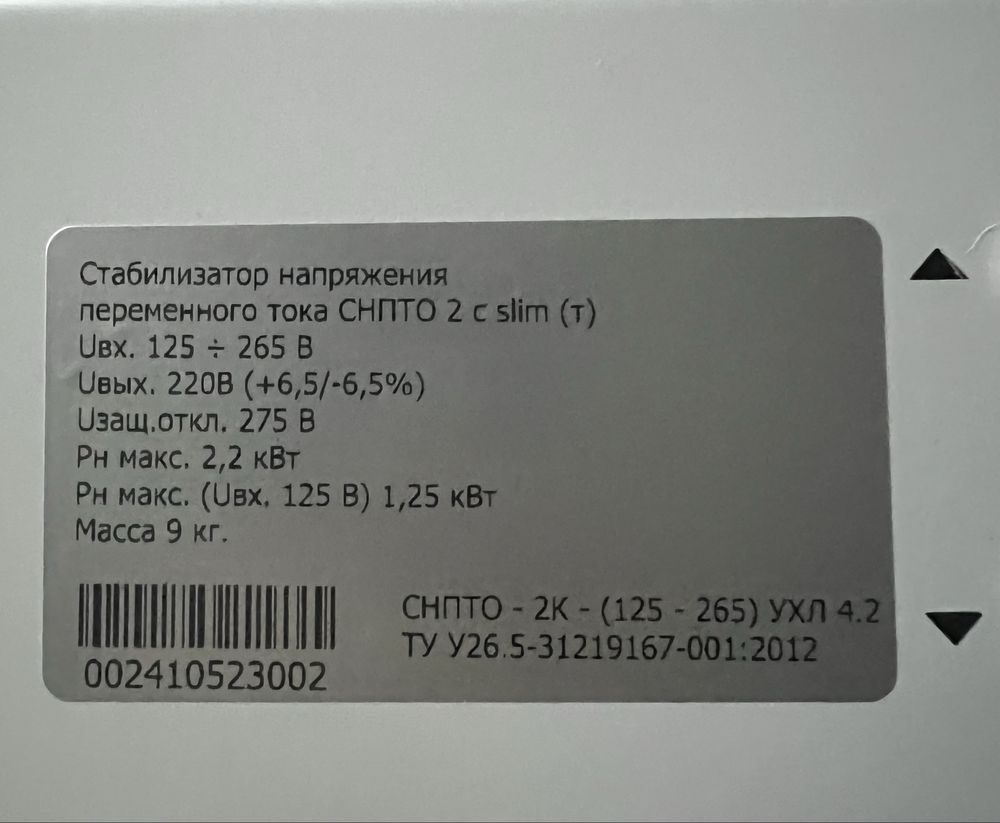 Стабилизатор напряжения
переменного тока СНПТО 2 с slim (т)
Uвх. 125 ÷ 265 В
Uвых. 220В (+6,5/-6,5%)
Uзащ.откл. 275 В
Рн макс. 2,2 кВт
Рн макс. (Uвх. 125 В) 1,25 кВт
Масса 9 кг.
СНПТО - 2К - (125 - 265) УХЛ 4.2
ТУ У26.5-31219167-001:2012
002410523002